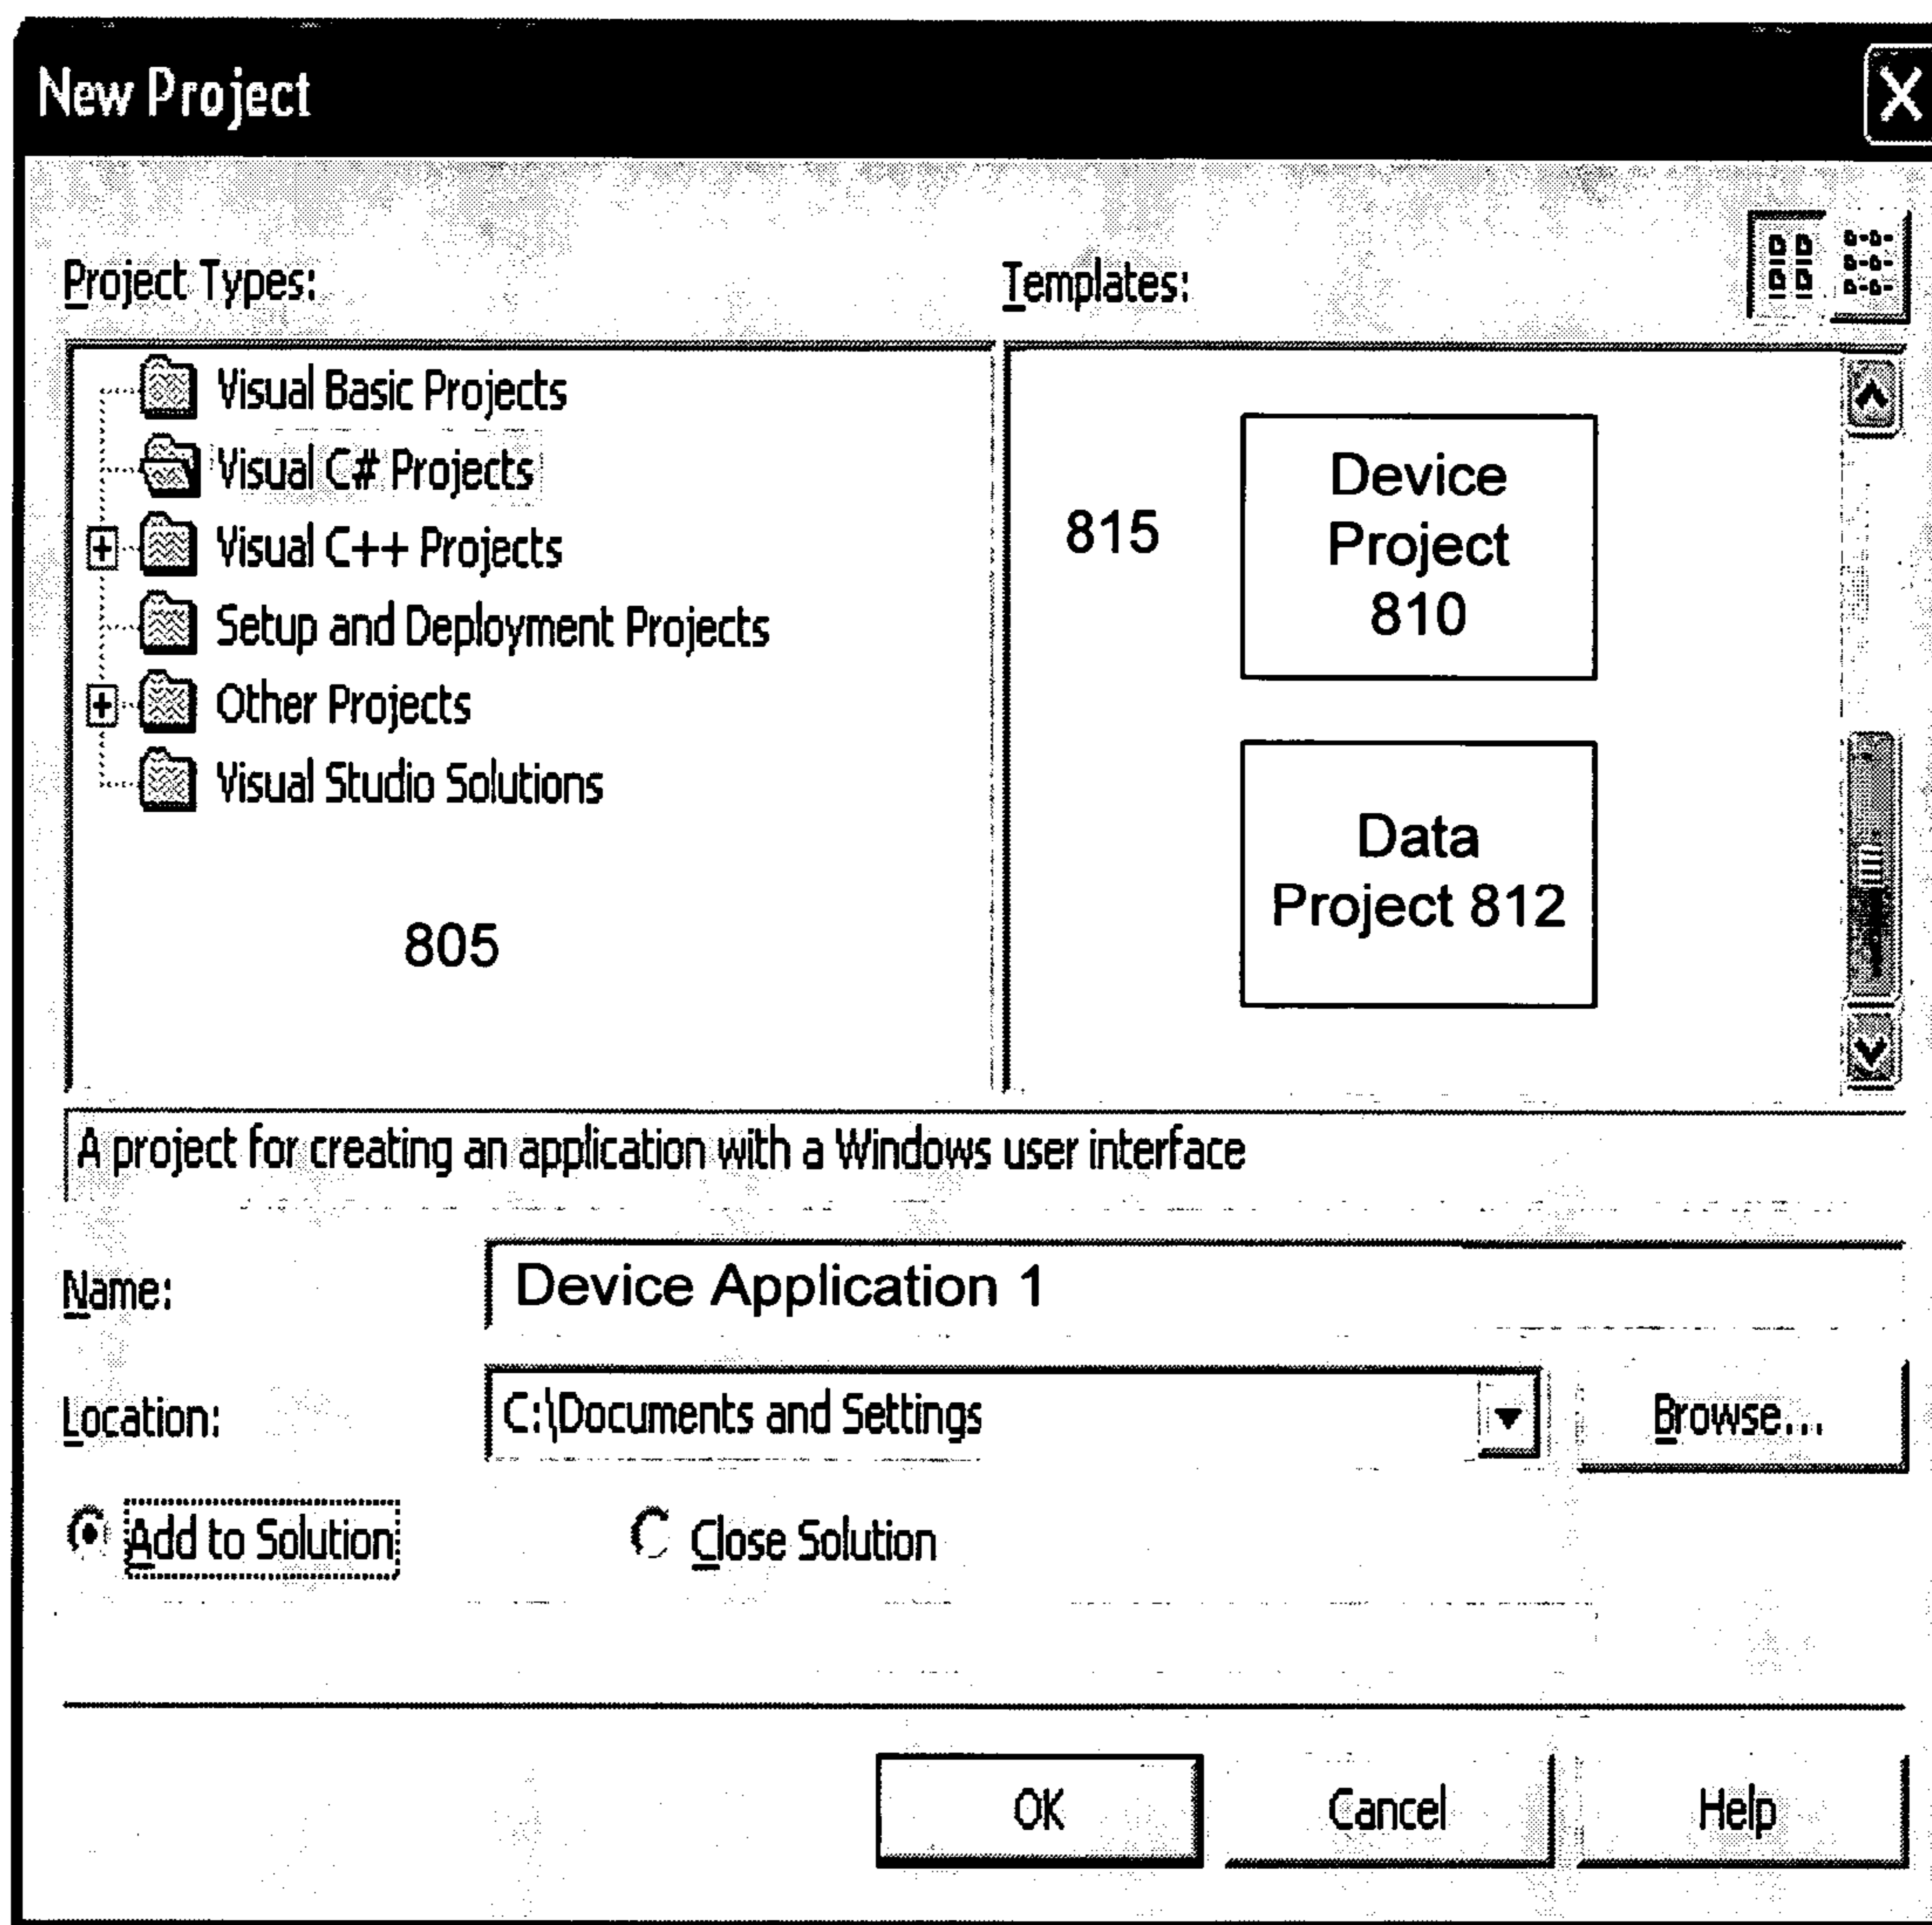 New Project
Project Types:
Templates:
Visual Basic Projects
Visual C# Projects
Visual C++ Projects
Setup and Deployment Projects
Other Projects
Visual Studio Solutions
805
815
Device
Project
810
Data
Project 812
A project for creating an application with a Windows user interface
Name:
Device Application 1
Location:
C:\Documents and Settings
Browse...
Add to Solution
Close Solution
OK
Cancel
Help